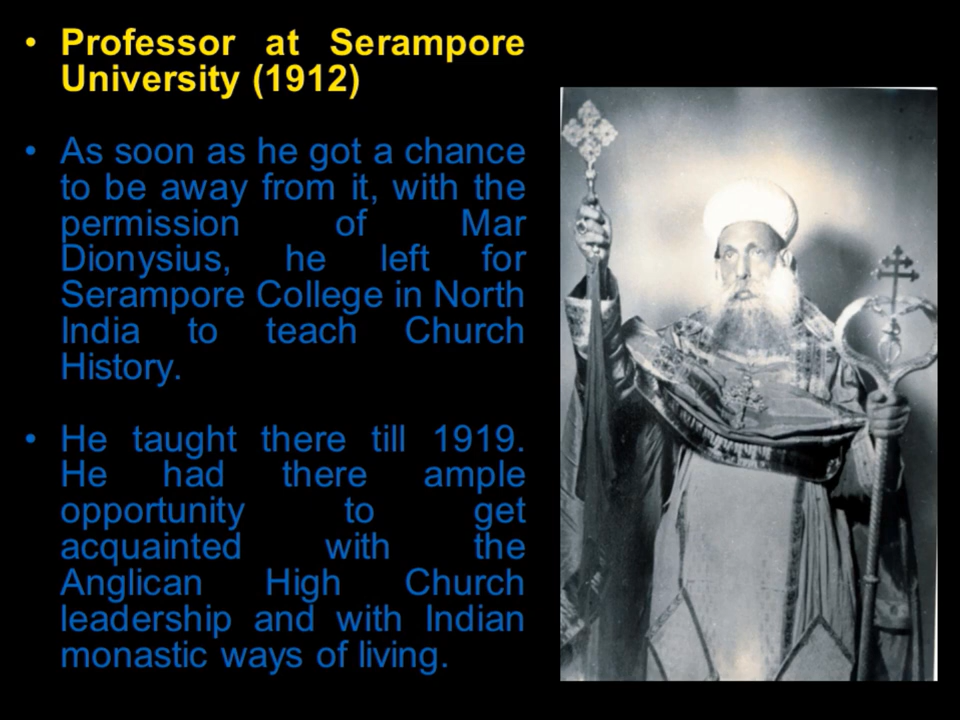 • Professor at Serampore
University (1912)
• As soon as he got a chance
to be away from it, with the
permission of Mar
Dionysius, he left for
Serampore College in North
India to teach Church
History.
• He taught there till 1919.
He had there ample
opportunity to get
acquainted with the
Anglican High Church
leadership and with Indian
monastic ways of living.